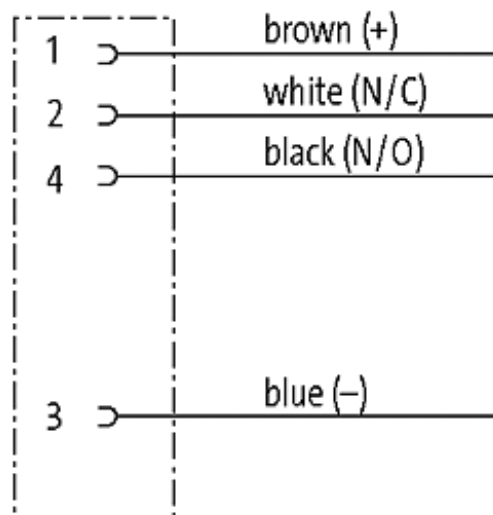 1 brown (+)
2 white (N/C)
4 black (N/O)
3 blue (–)